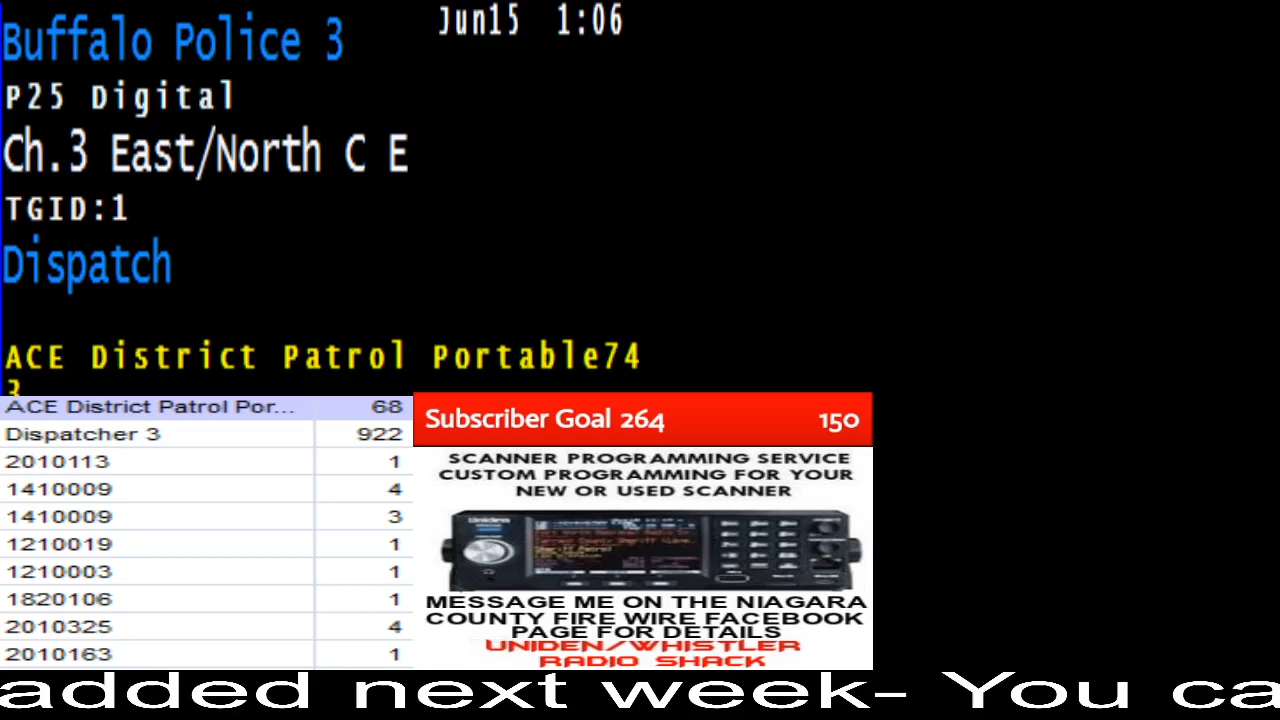 Buffalo Police 3
Jun15 1:06
P25 Digital
Ch.3 East/North C E
TGID:1
Dispatch
ACE District Patrol Portable74
3
ACE District Patrol Por... 68
Dispatcher 3 922
2010113 1
1410009 4
1410009 3
1210019 1
1210003 1
1820106 1
2010325 4
2010163 1
Subscriber Goal 264 150
SCANNER PROGRAMMING SERVICE
CUSTOM PROGRAMMING FOR YOUR
NEW OR USED SCANNER
Uniden
Sheriff Patrol
MESSAGE ME ON THE NIAGARA
COUNTY FIRE WIRE FACEBOOK
PAGE FOR DETAILS
UNIDEN/WHISTLER
RADIO SHACK
added next week- You ca